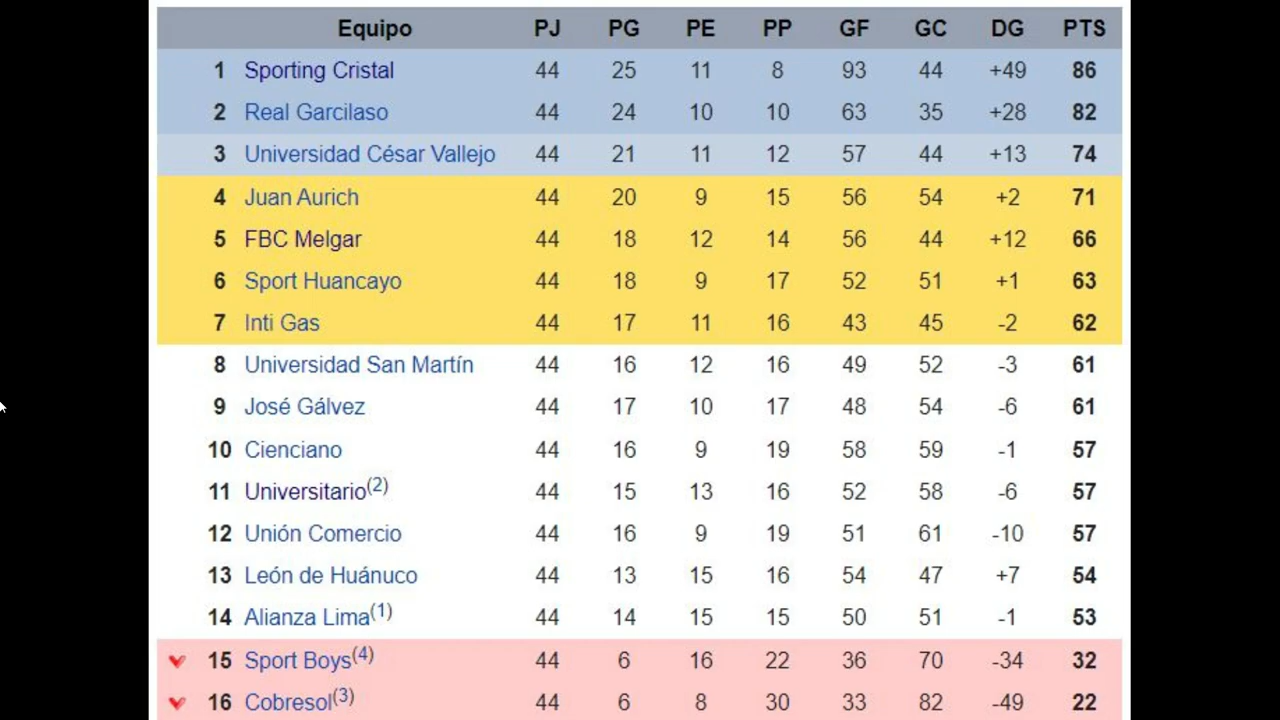 Equipo PJ PG PE PP GF GC DG PTS
1 Sporting Cristal 44 25 11 8 93 44 +49 86
2 Real Garcilaso 44 24 10 10 63 35 +28 82
3 Universidad César Vallejo 44 21 11 12 57 44 +13 74
4 Juan Aurich 44 20 9 15 56 54 +2 71
5 FBC Melgar 44 18 12 14 56 44 +12 66
6 Sport Huancayo 44 18 9 17 52 51 +1 63
7 Inti Gas 44 17 11 16 43 45 -2 62
8 Universidad San Martín 44 16 12 16 49 52 -3 61
9 José Gálvez 44 17 10 17 48 54 -6 61
10 Cienciano 44 16 9 19 58 59 -1 57
11 Universitario(2) 44 15 13 16 52 58 -6 57
12 Unión Comercio 44 16 9 19 51 61 -10 57
13 León de Huánuco 44 13 15 16 54 47 +7 54
14 Alianza Lima(1) 44 14 15 15 50 51 -1 53
15 Sport Boys(4) 44 6 16 22 36 70 -34 32
16 Cobresol(3) 44 6 8 30 33 82 -49 22